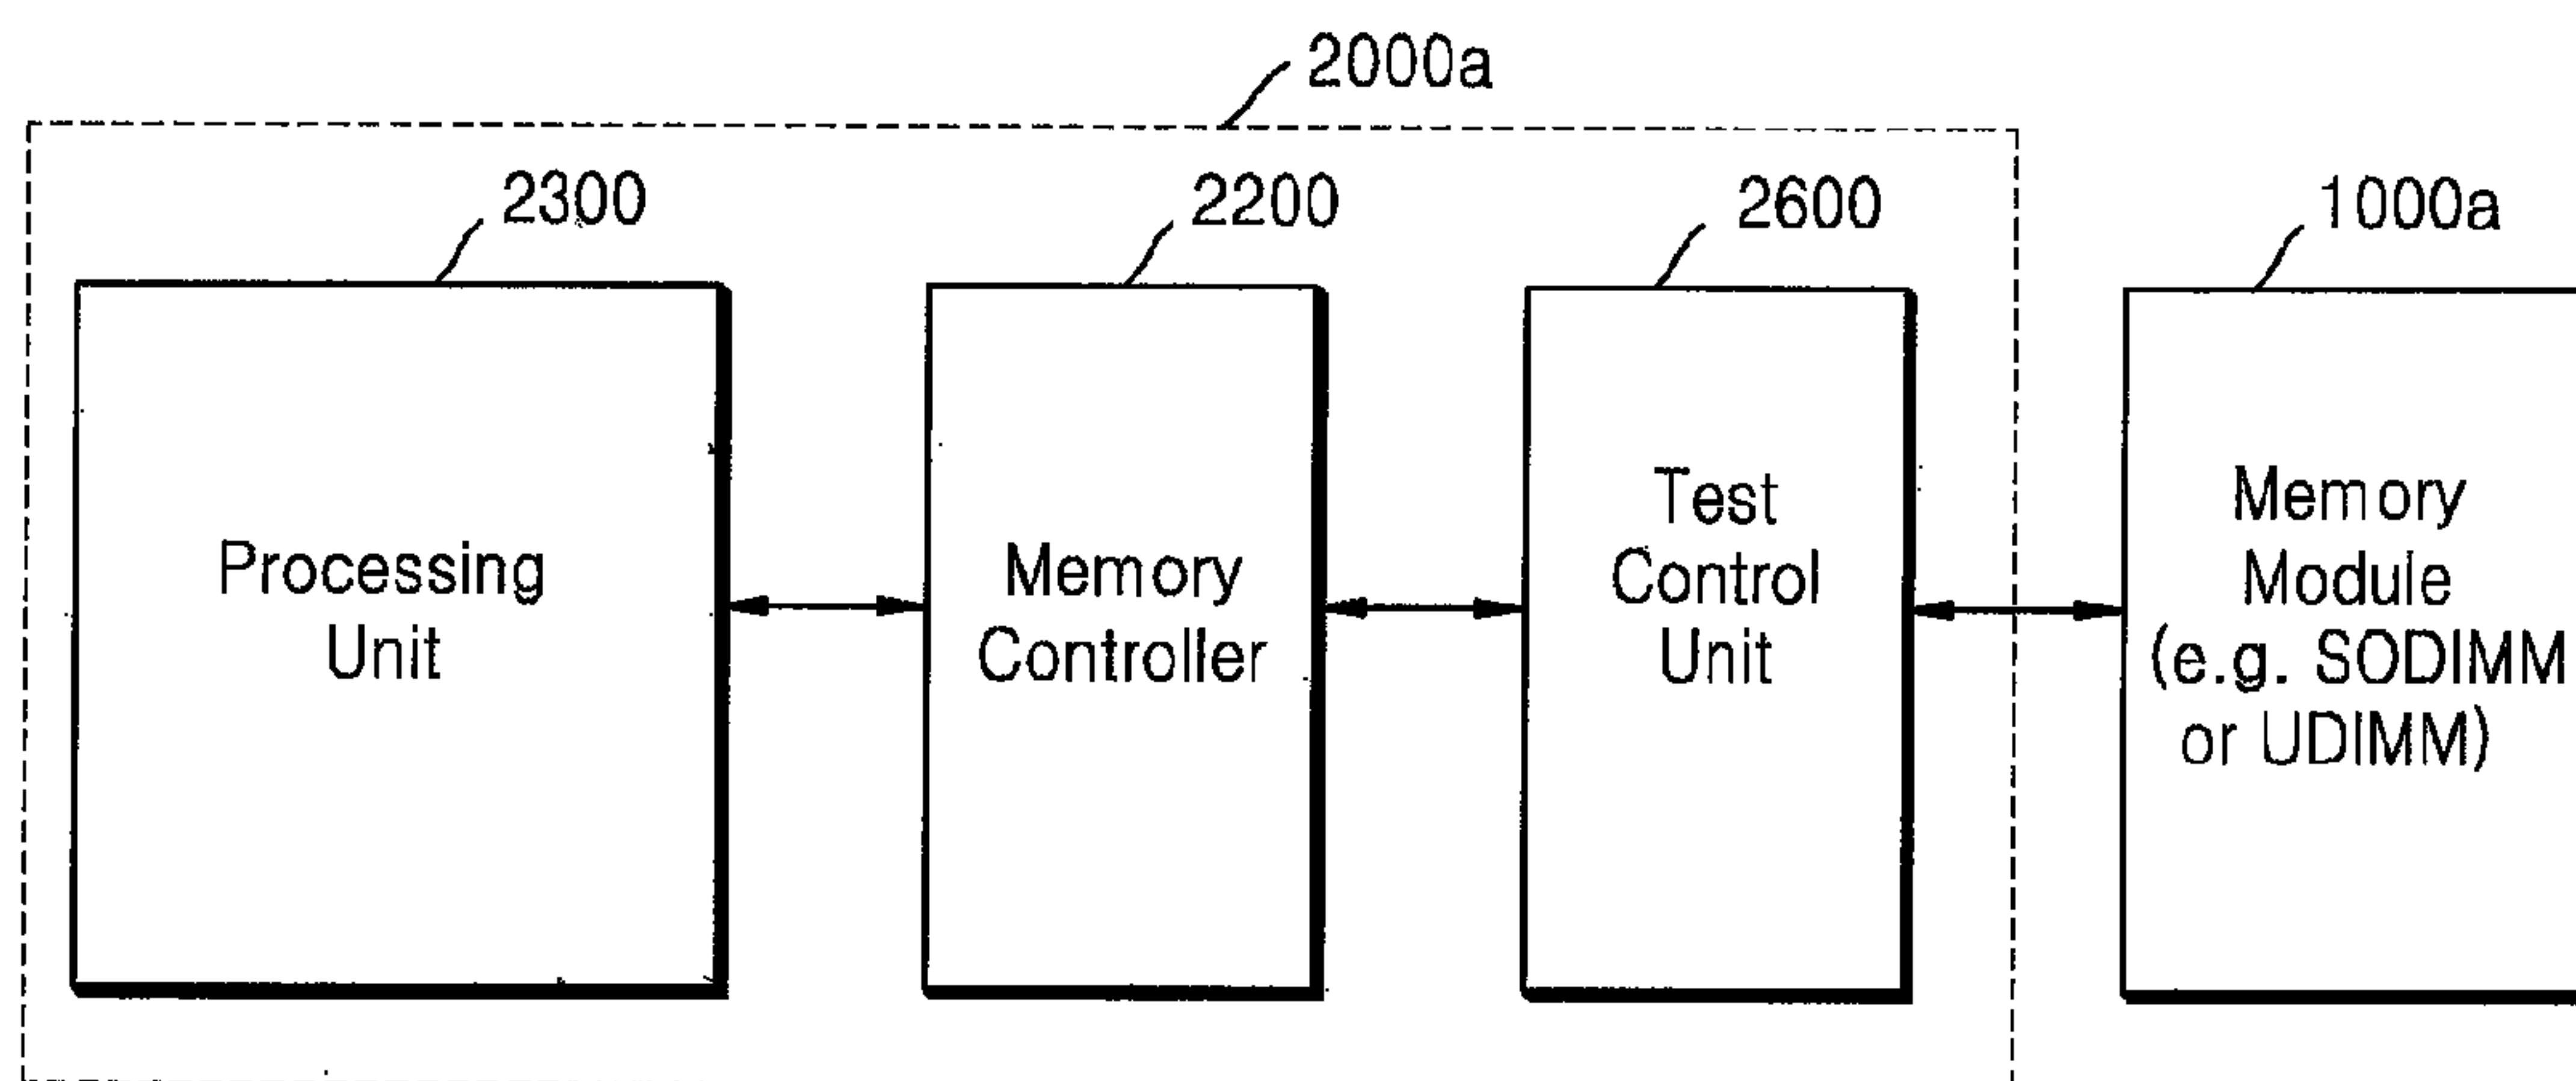 2000a
2300
2200
2600
1000a
Processing
Unit
Memory
Controller
Test
Control
Unit
Memory
Module
(e.g. SODIMM
or UDIMM)